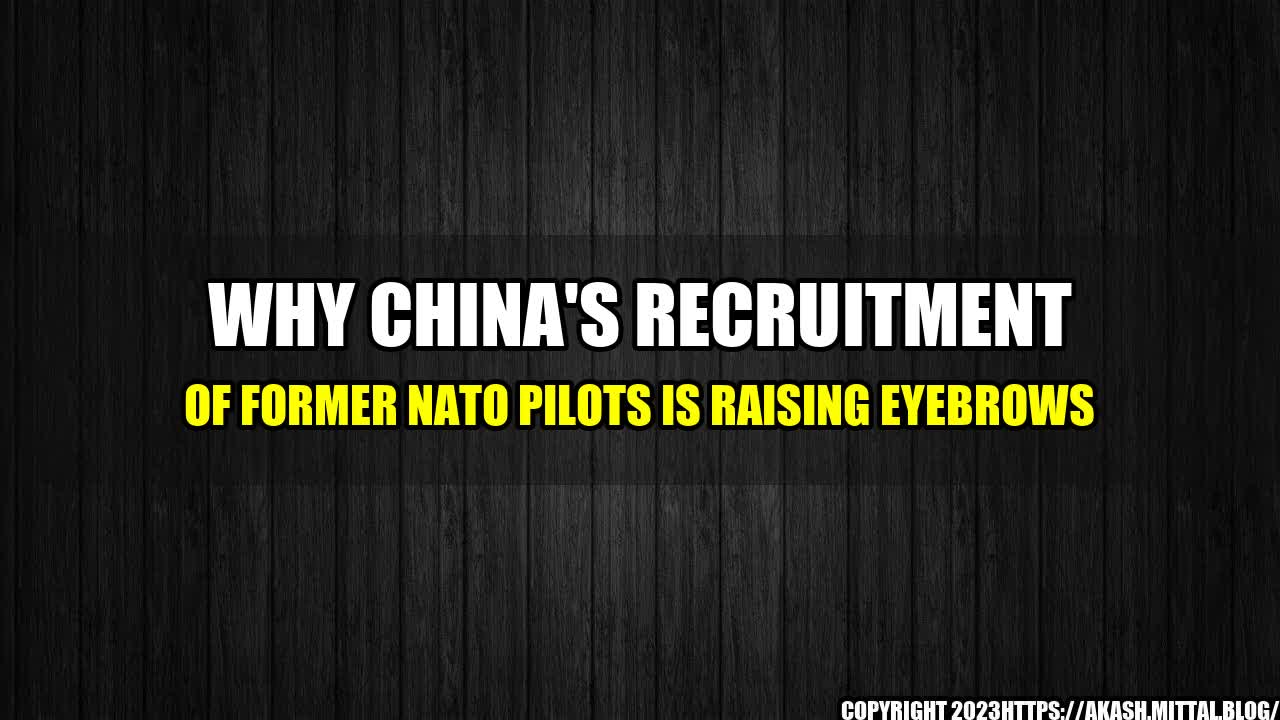 WHY CHINA'S RECRUITMENT
OF FORMER NATO PILOTS IS RAISING EYEBROWS
COPYRIGHT 2023HTTPS://AKASH.MITTAL.BLOG/